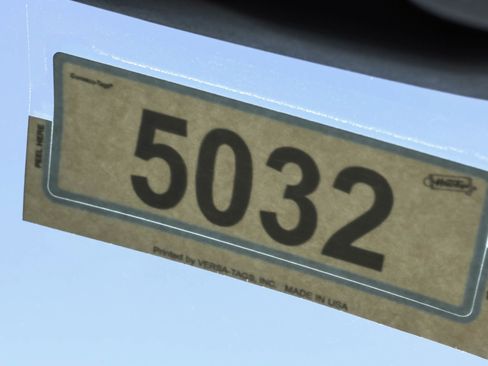 PEEL HERE
5032
Printed by VERSA-TAGS, INC. MADE IN USA